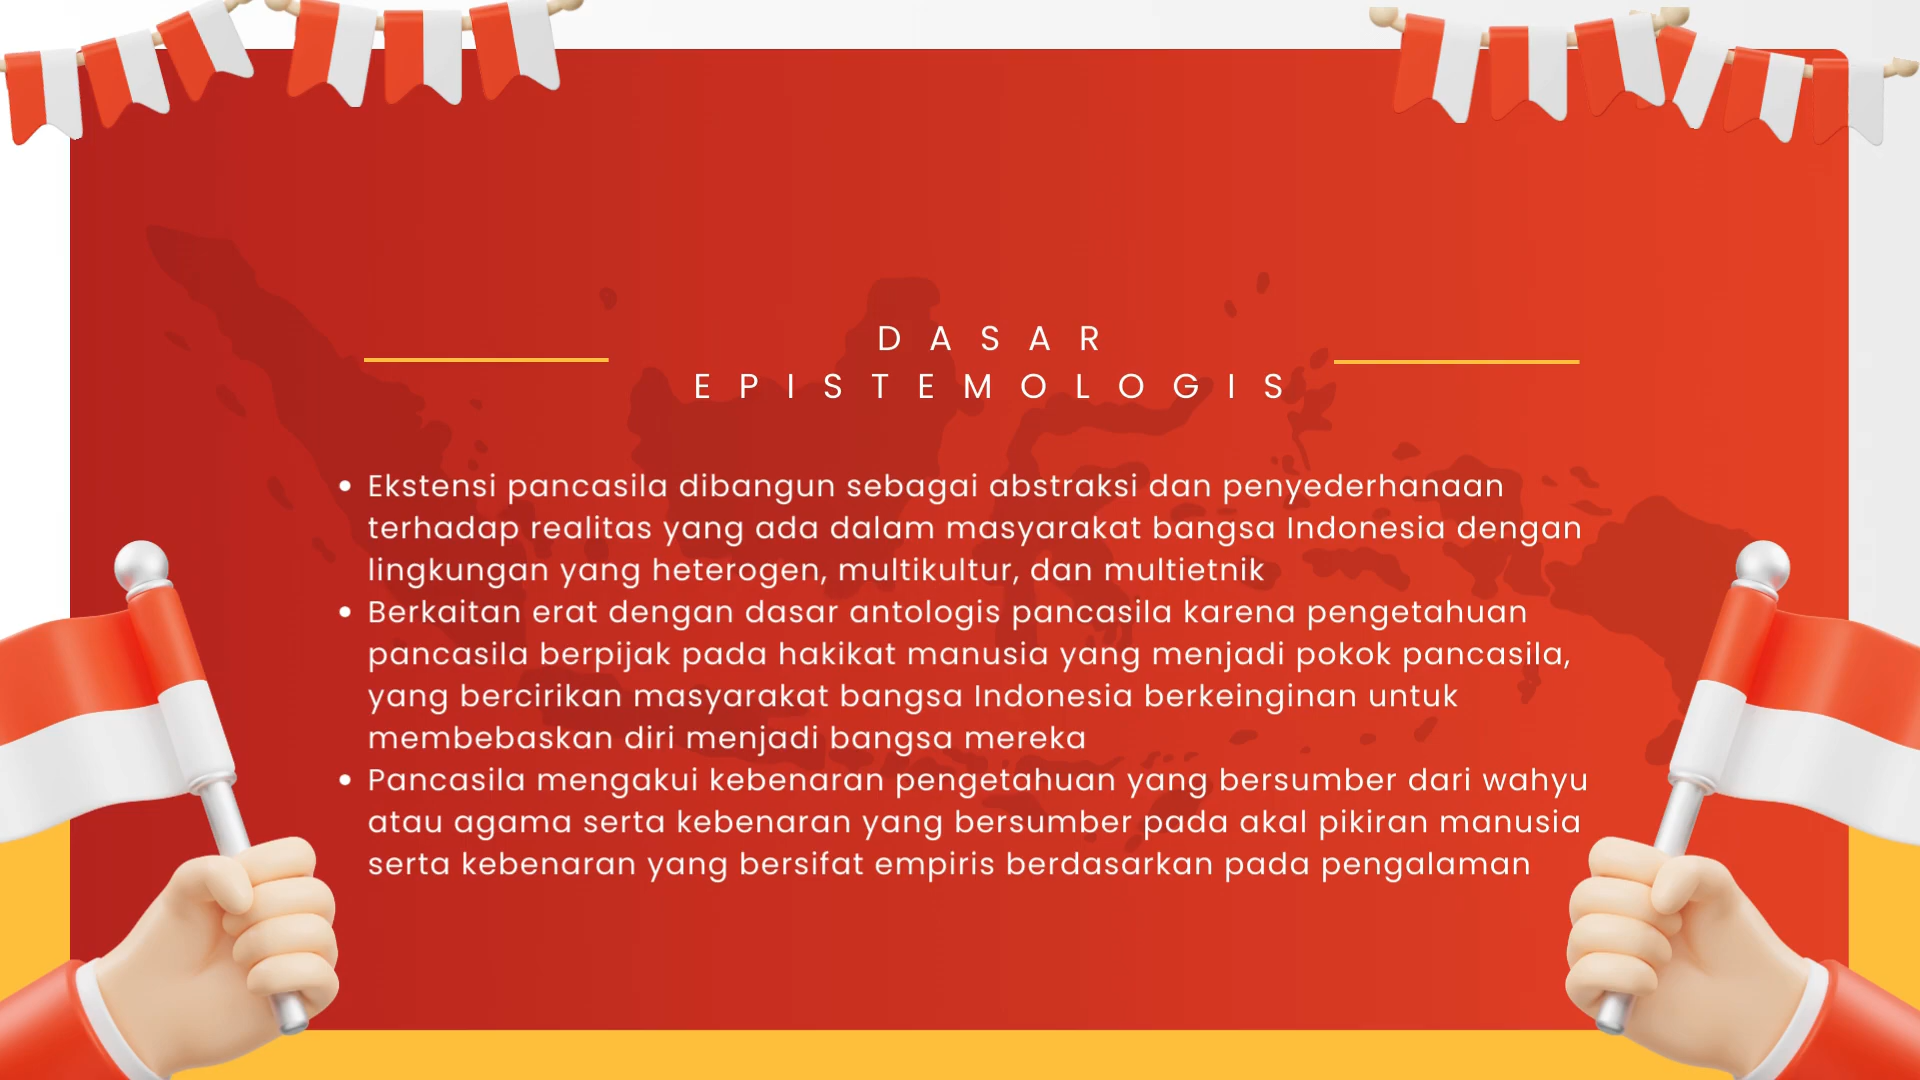 DASAR
EPISTEMOLOGIS
• Ekstensi pancasila dibangun sebagai abstraksi dan penyederhanaan
terhadap realitas yang ada dalam masyarakat bangsa Indonesia dengan
lingkungan yang heterogen, multikultur, dan multietnik
• Berkaitan erat dengan dasar antologis pancasila karena pengetahuan
pancasila berpijak pada hakikat manusia yang menjadi pokok pancasila,
yang bercirikan masyarakat bangsa Indonesia berkeinginan untuk
membebaskan diri menjadi bangsa mereka
• Pancasila mengakui kebenaran pengetahuan yang bersumber dari wahyu
atau agama serta kebenaran yang bersumber pada akal pikiran manusia
serta kebenaran yang bersifat empiris berdasarkan pada pengalaman